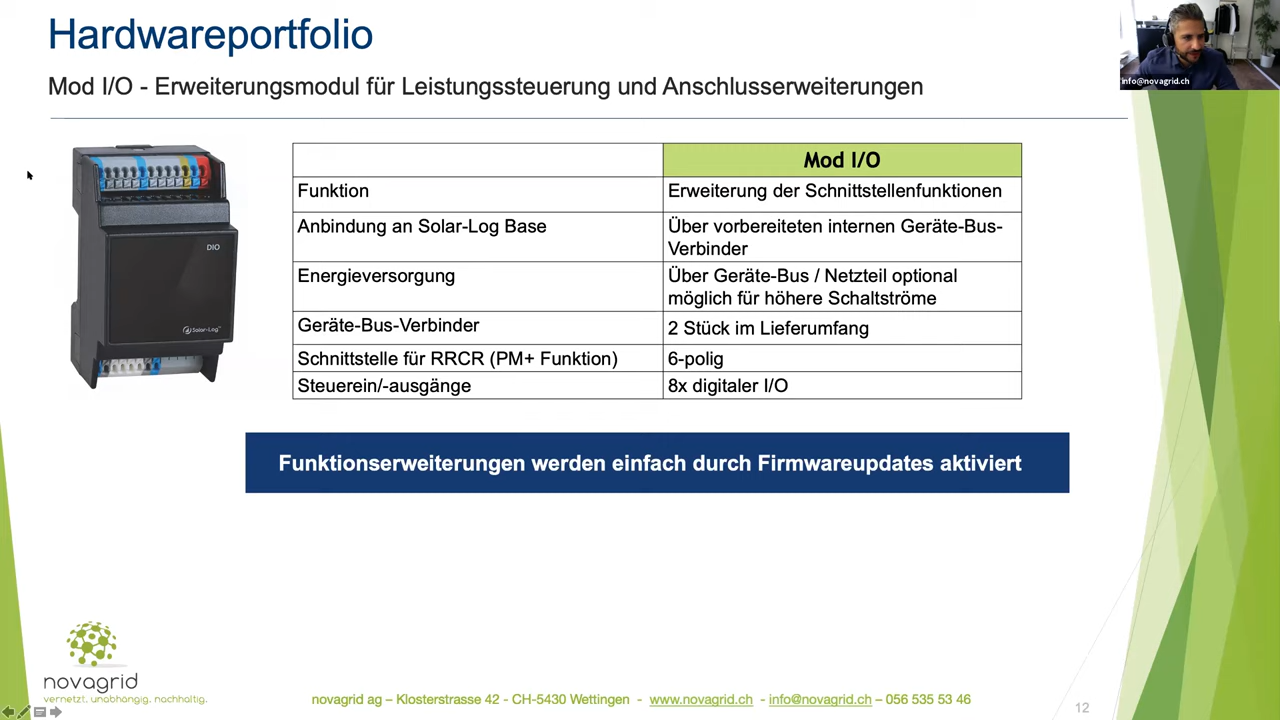 Hardwareportfolio
Mod I/O - Erweiterungsmodul für Leistungssteuerung und Anschlusserweiterungen
info@novagrid.ch
DIO
Solar-Log™
Mod I/O
Funktion
Erweiterung der Schnittstellenfunktionen
Anbindung an Solar-Log Base
Über vorbereiteten internen Geräte-Bus-
Verbinder
Energieversorgung
Über Geräte-Bus / Netzteil optional
möglich für höhere Schaltströme
Geräte-Bus-Verbinder
2 Stück im Lieferumfang
Schnittstelle für RRCR (PM+ Funktion)
6-polig
Steuerein/-ausgänge
8x digitaler I/O
Funktionserweiterungen werden einfach durch Firmwareupdates aktiviert
novagrid
vernetzt. unabhängig. nachhaltig.
novagrid ag – Klosterstrasse 42 - CH-5430 Wettingen - www.novagrid.ch - info@novagrid.ch – 056 535 53 46
12